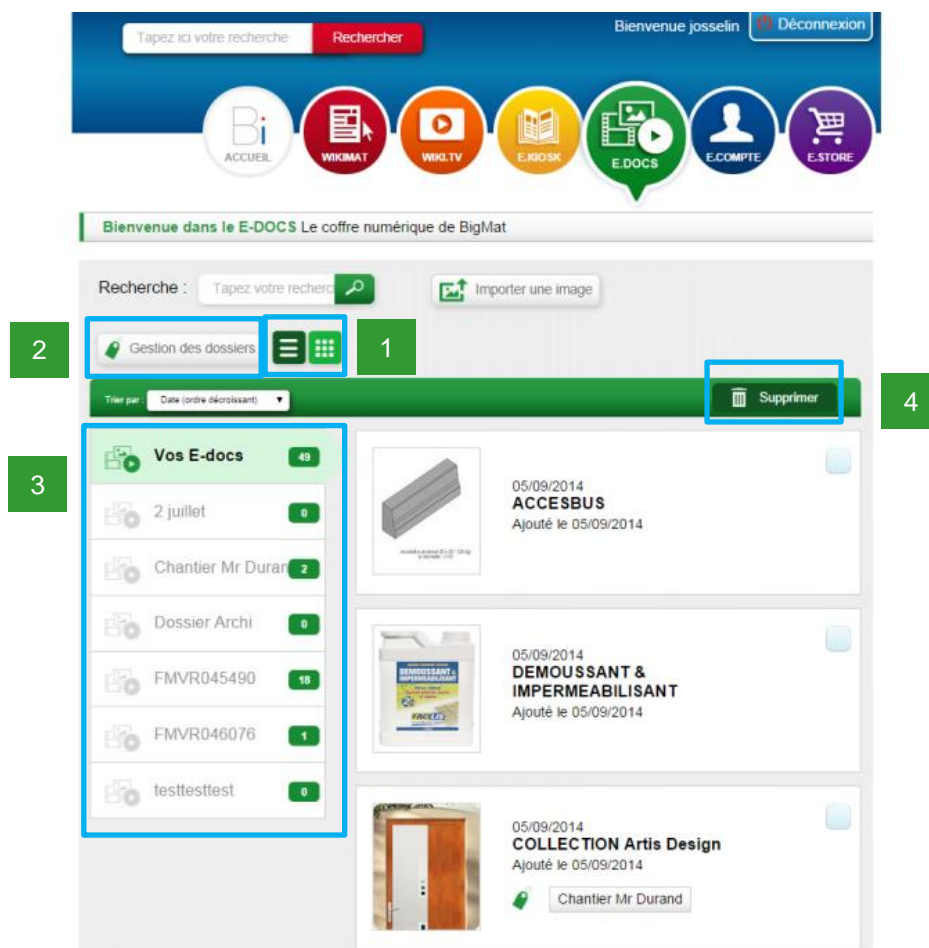 Bienvenue josselin
Déconnexion
Tapez ici votre recherche
Rechercher
Bi
ACCUEIL
WIKIMAT
WIKI.TV
E.KIOSK
E.DOCS
E.COMPTE
E.STORE
Bienvenue dans le E-DOCS Le coffre numérique de BigMat
Recherche :
Tapez votre recherc
Importer une image
2
Gestion des dossiers
1
Trier par :
Date (ordre décroissant)
Supprimer
4
3
Vos E-docs
49
2 juillet
0
Chantier Mr Duran
2
Dossier Archi
0
FMVR045490
18
FMVR046076
1
testtesttest
0
05/09/2014
ACCESBUS
Ajouté le 05/09/2014
DEMOUSSANT &
IMPERMEABILISANT
FACELIS
05/09/2014
DEMOUSSANT &
IMPERMEABILISANT
Ajouté le 05/09/2014
05/09/2014
COLLECTION Artis Design
Ajouté le 05/09/2014
Chantier Mr Durand